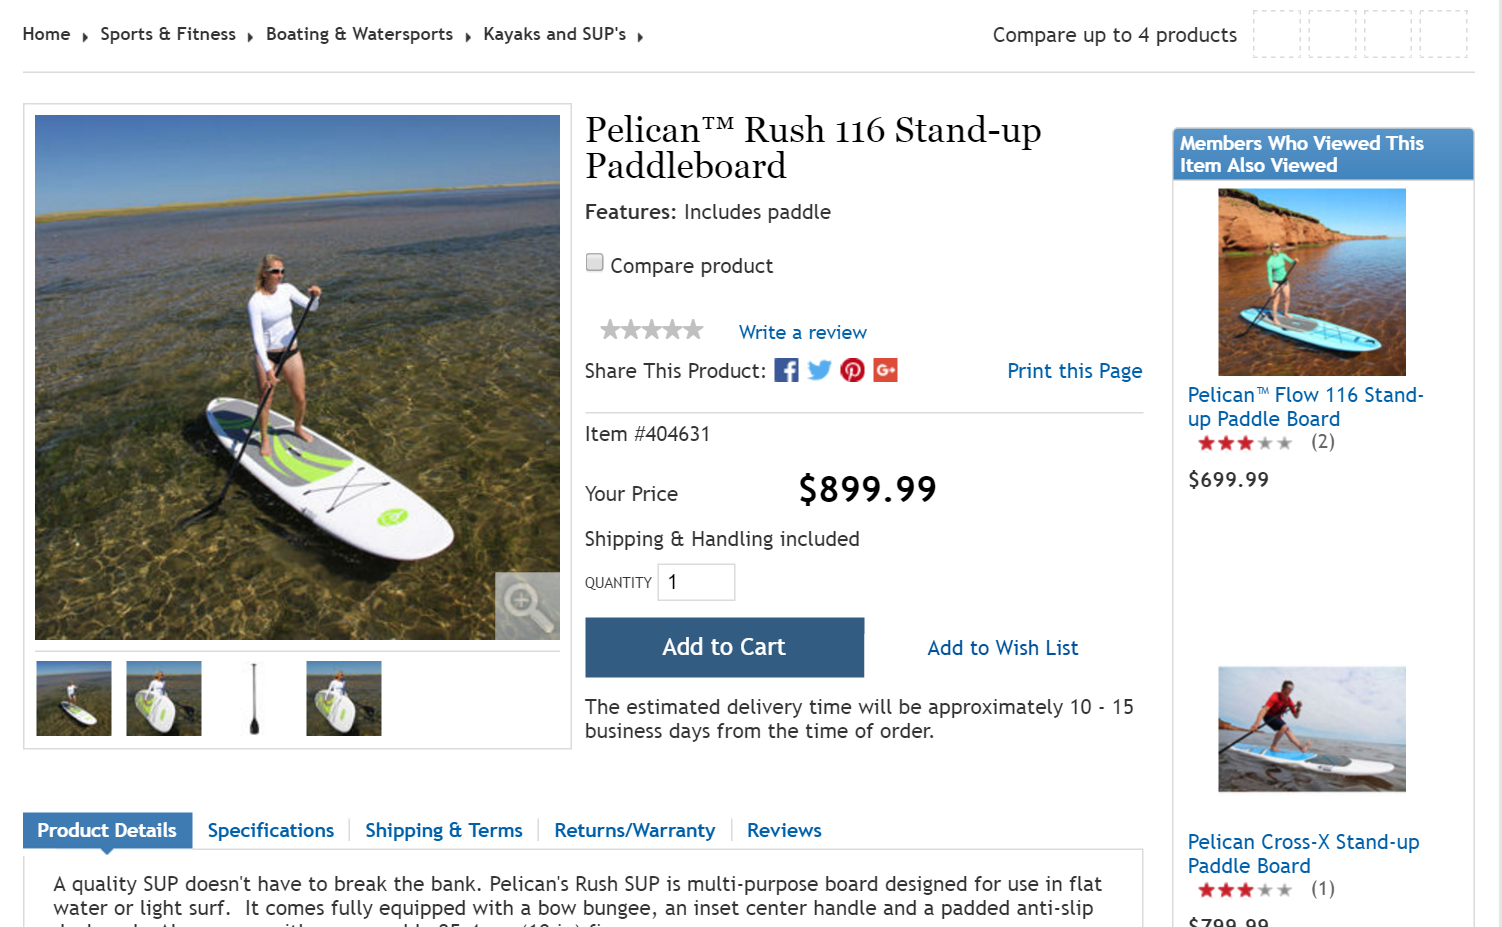 Home
Sports & Fitness
Boating & Watersports
Kayaks and SUP's
Compare up to 4 products
Pelican™ Rush 116 Stand-up
Paddleboard
Features: Includes paddle
Compare product
Write a review
Share This Product:
G+
Print this Page
Item #404631
Your Price
$899.99
Shipping & Handling included
QUANTITY 1
Add to Cart
Add to Wish List
The estimated delivery time will be approximately 10 - 15
business days from the time of order.
Members Who Viewed This
Item Also Viewed
Pelican™ Flow 116 Stand-
up Paddle Board
(2)
$699.99
Pelican Cross-X Stand-up
Paddle Board
(1)
$799.99
Product Details
Specifications
Shipping & Terms
Returns/Warranty
Reviews
A quality SUP doesn't have to break the bank. Pelican's Rush SUP is multi-purpose board designed for use in flat
water or light surf. It comes fully equipped with a bow bungee, an inset center handle and a padded anti-slip